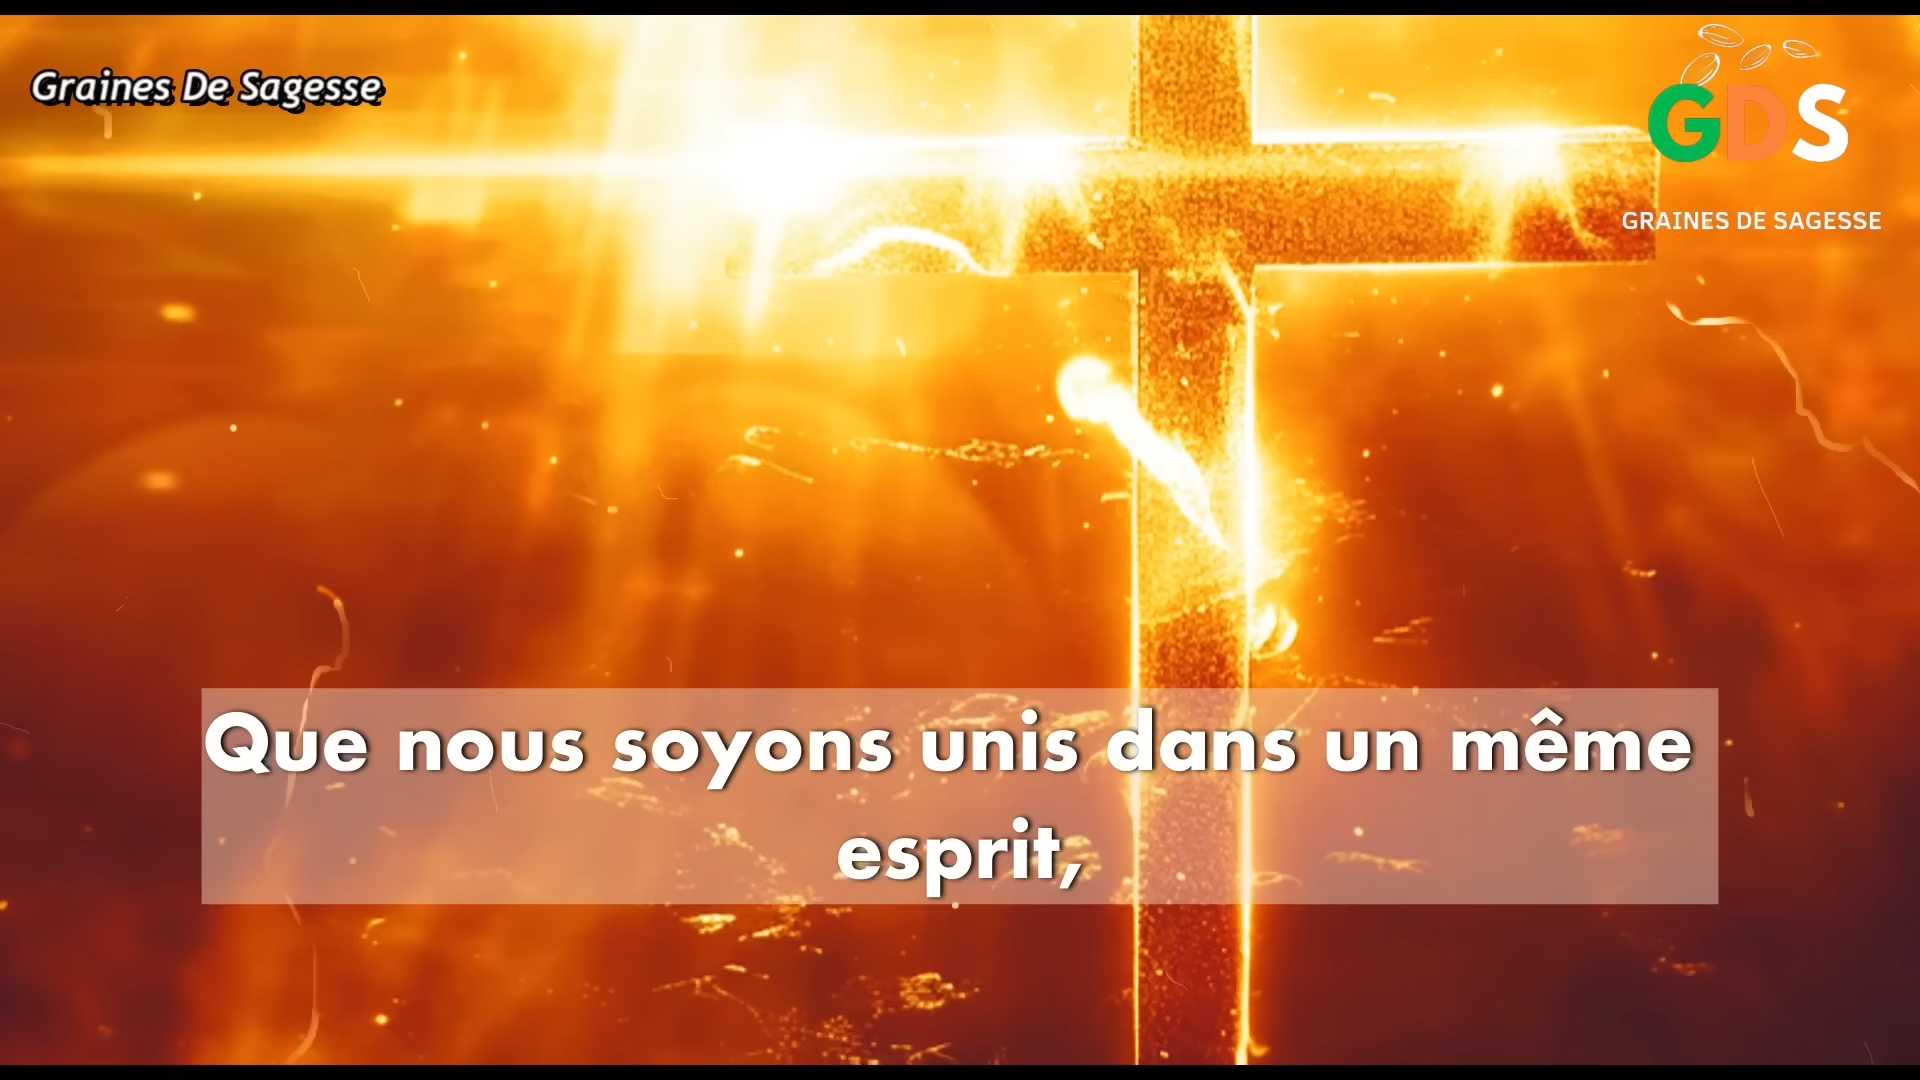 Graines De Sagesse
GDS
GRAINES DE SAGESSE
Que nous soyons unis dans un même
esprit,